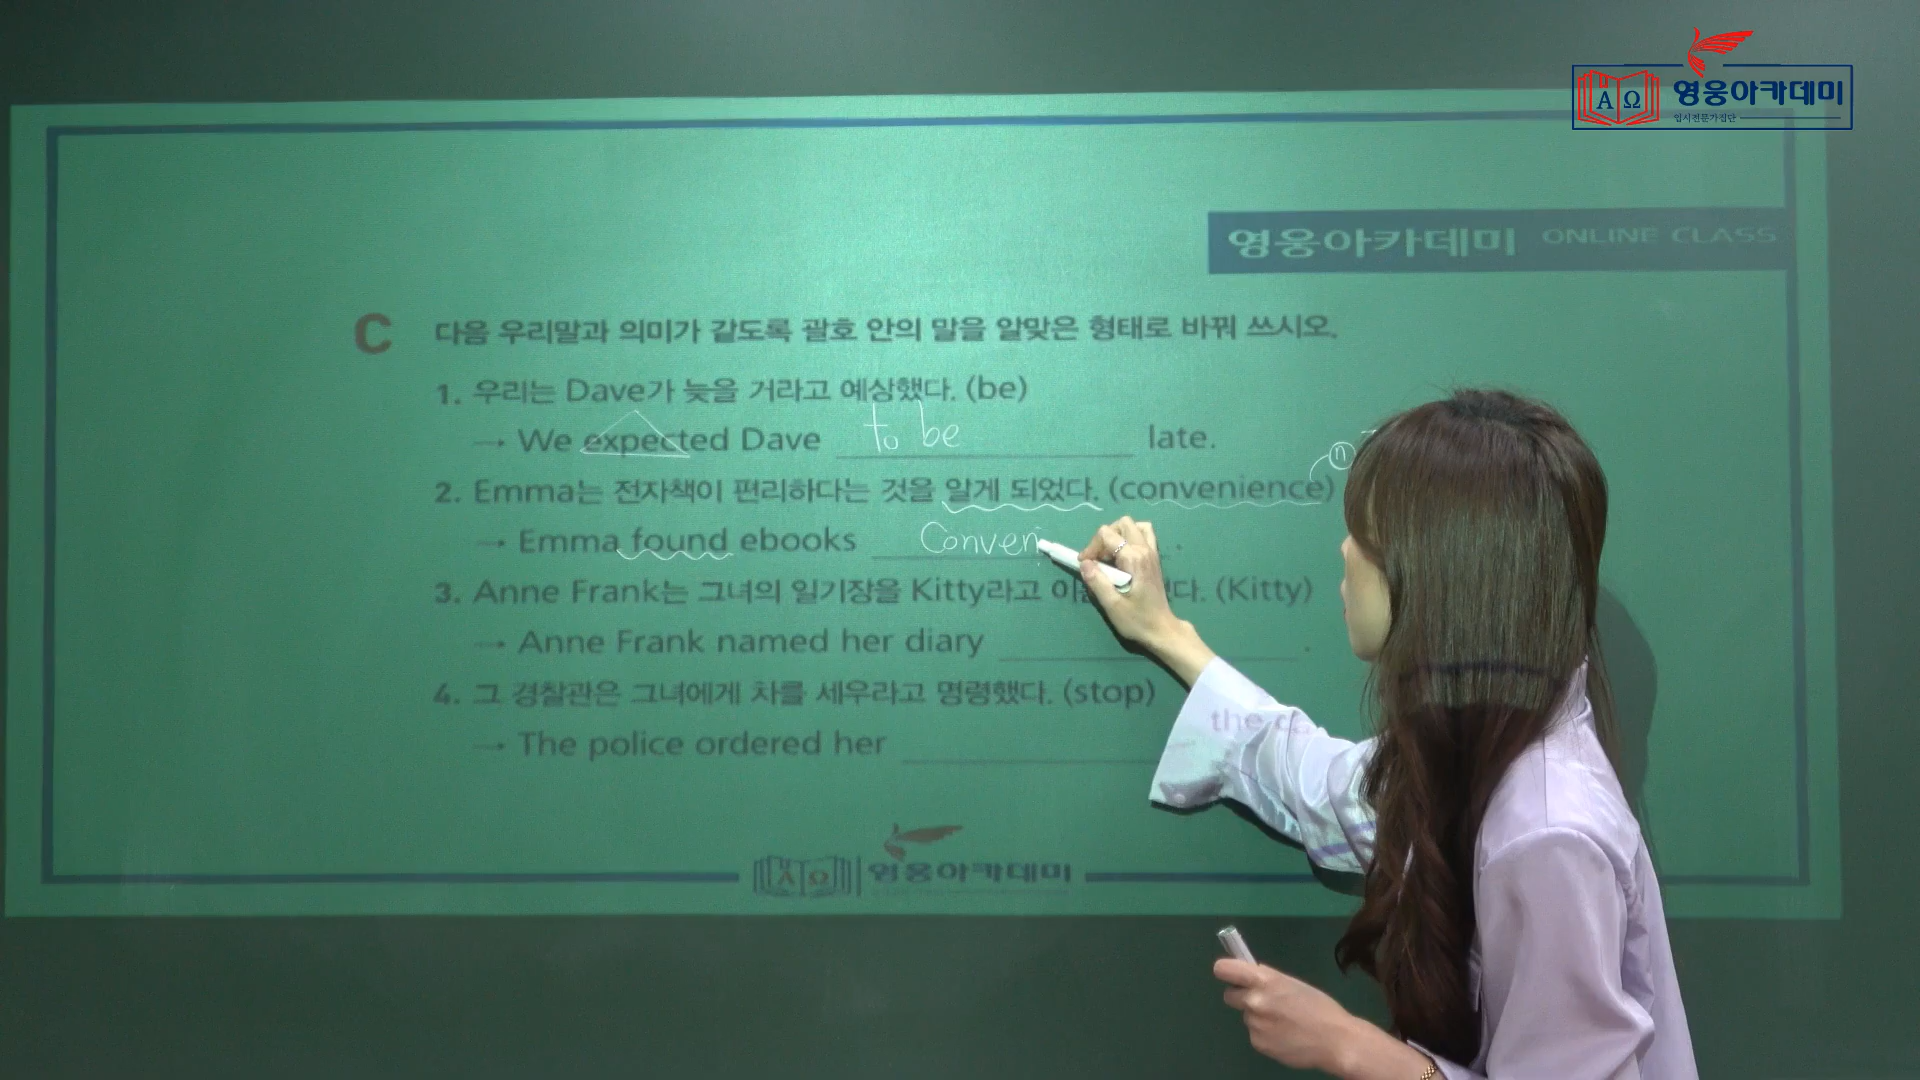 영웅아카데미
입시전문가집단
영웅아카데미 ONLINE CLASS
C 다음 우리말과 의미가 같도록 괄호 안의 말을 알맞은 형태로 바꿔 쓰시오.
1. 우리는 Dave가 늦을 거라고 예상했다. (be)
→ We expected Dave to be late.
n
2. Emma는 전자책이 편리하다는 것을 알게 되었다. (convenience)
→ Emma found ebooks Conven .
3. Anne Frank는 그녀의 일기장을 Kitty라고 다. (Kitty)
→ Anne Frank named her diary .
4. 그 경찰관은 그녀에게 차를 세우라고 명령했다. (stop)
→ The police ordered her the
ΑΩ 영웅아카데미